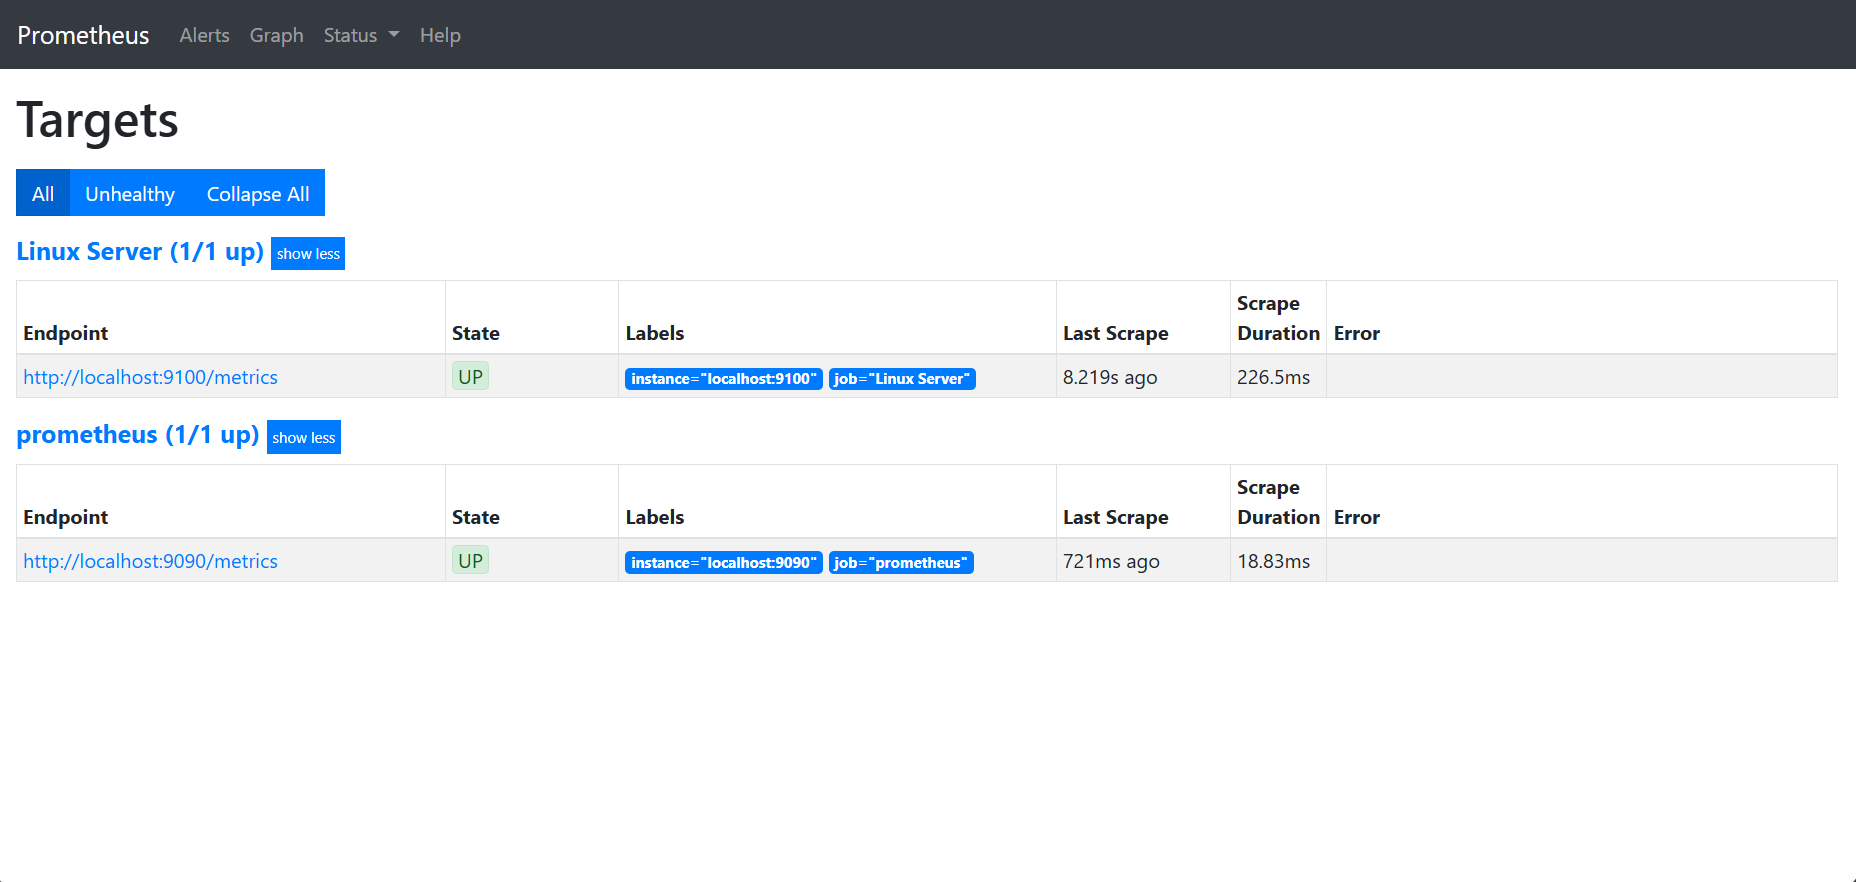 Prometheus Alerts Graph Status Help
Targets
All Unhealthy Collapse All
Linux Server (1/1 up) show less
Endpoint State Labels Last Scrape Scrape Duration Error
http://localhost:9100/metrics UP instance="localhost:9100" job="Linux Server" 8.219s ago 226.5ms
prometheus (1/1 up) show less
Endpoint State Labels Last Scrape Scrape Duration Error
http://localhost:9090/metrics UP instance="localhost:9090" job="prometheus" 721ms ago 18.83ms